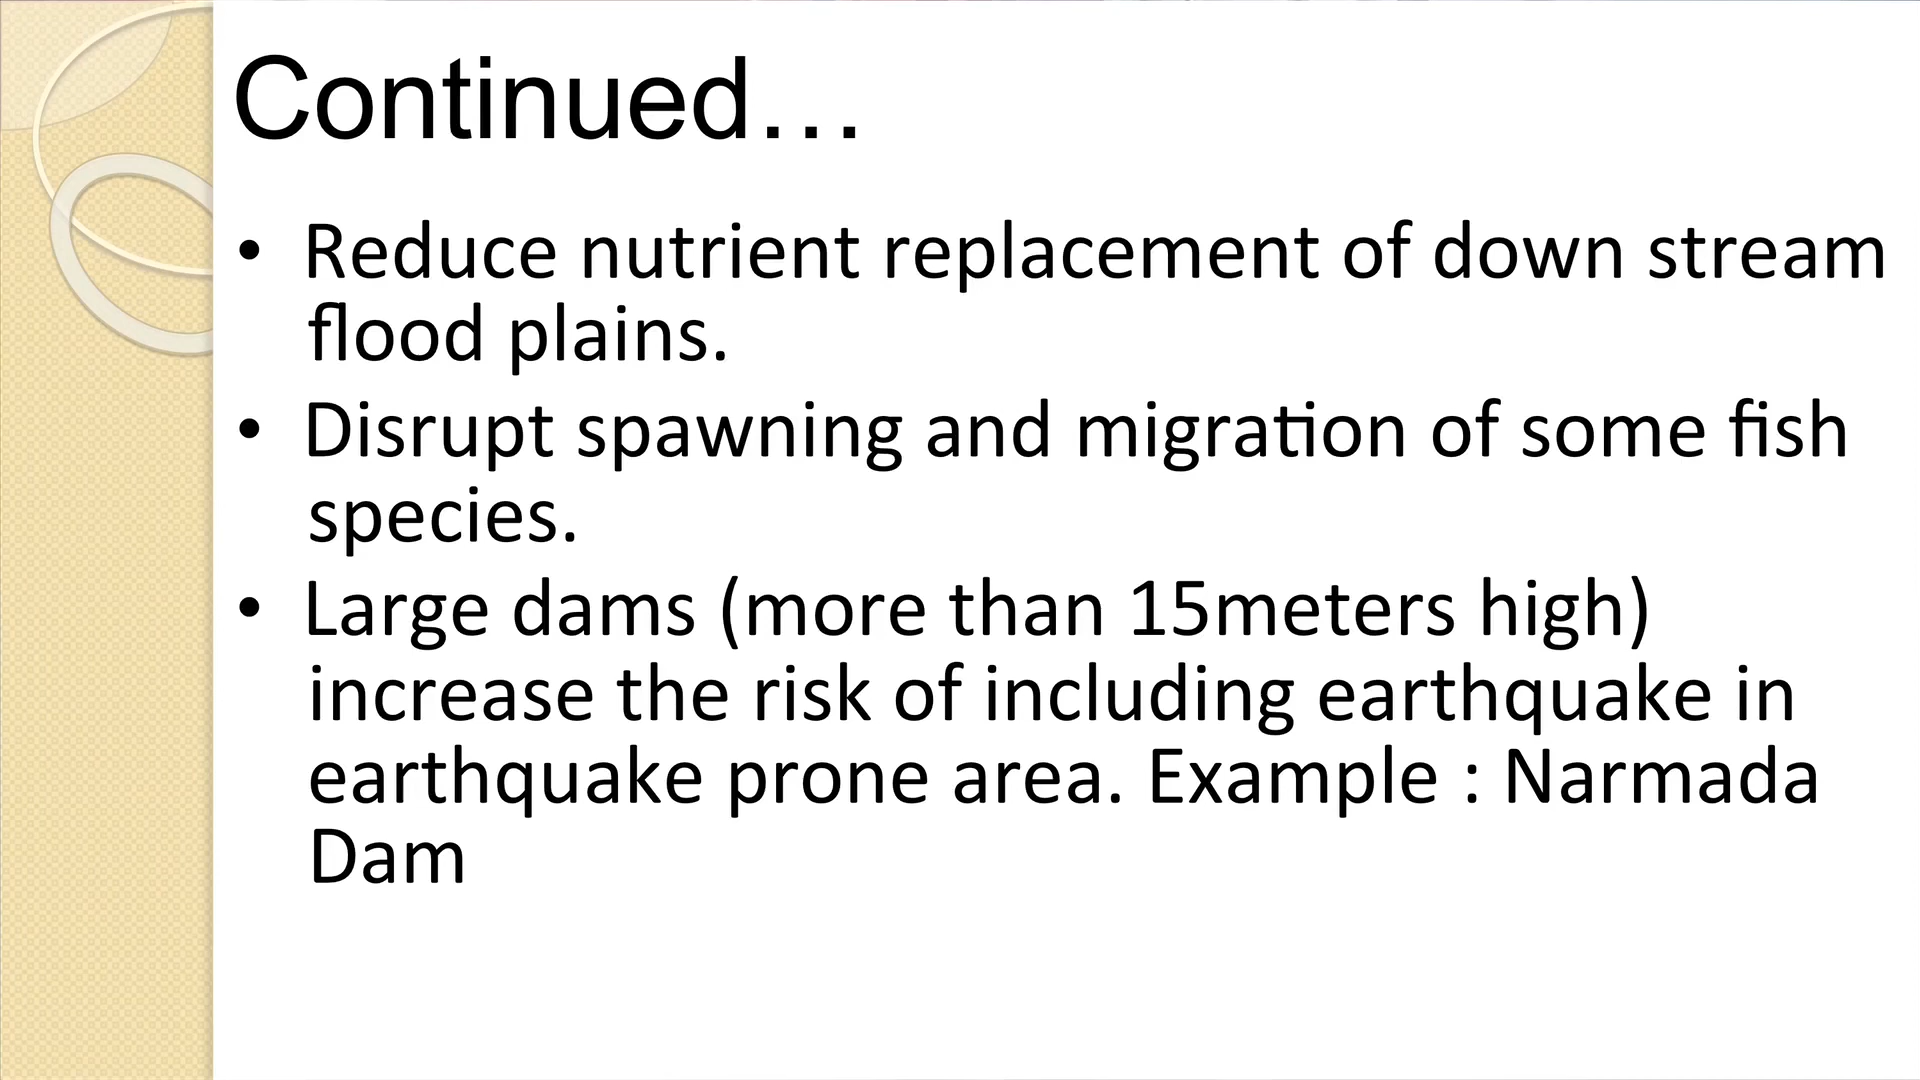 Continued…
• Reduce nutrient replacement of down stream
flood plains.
• Disrupt spawning and migration of some fish
species.
• Large dams (more than 15meters high)
increase the risk of including earthquake in
earthquake prone area. Example : Narmada
Dam